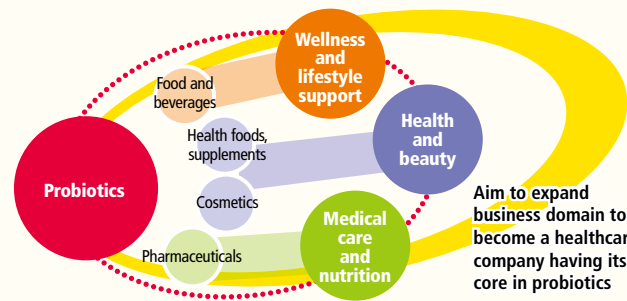 Wellness
and
lifestyle
support
Food and
beverages
Health foods,
supplements
Health
and
beauty
Probiotics
Cosmetics
Medical
care
and
nutrition
Pharmaceuticals
Aim to expand
business domain to
become a healthcar
company having its
core in probiotics